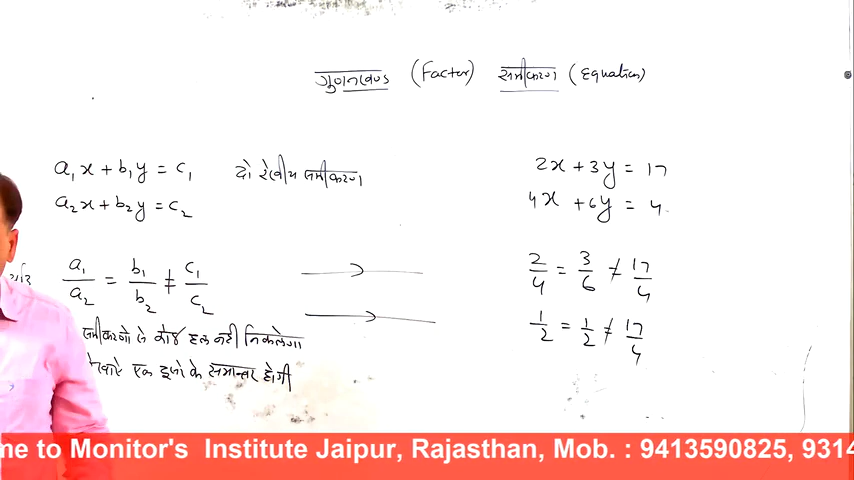 गुणनखण्ड (Factor) समीकरण (Equation)
a₁x + b₁y = c₁ दो रेखीय समीकरण
a₂x + b₂y = c₂
2x + 3y = 17
4x + 6y = 4
यदि a₁/a₂ = b₁/b₂ ≠ c₁/c₂
2/4 = 3/6 ≠ 17/4
1/2 = 1/2 ≠ 17/4
समीकरणो से कोई हल नही निकलेगा
एक दूसरे के समान्तर होगी
me to Monitor's Institute Jaipur, Rajasthan, Mob. : 9413590825, 9314